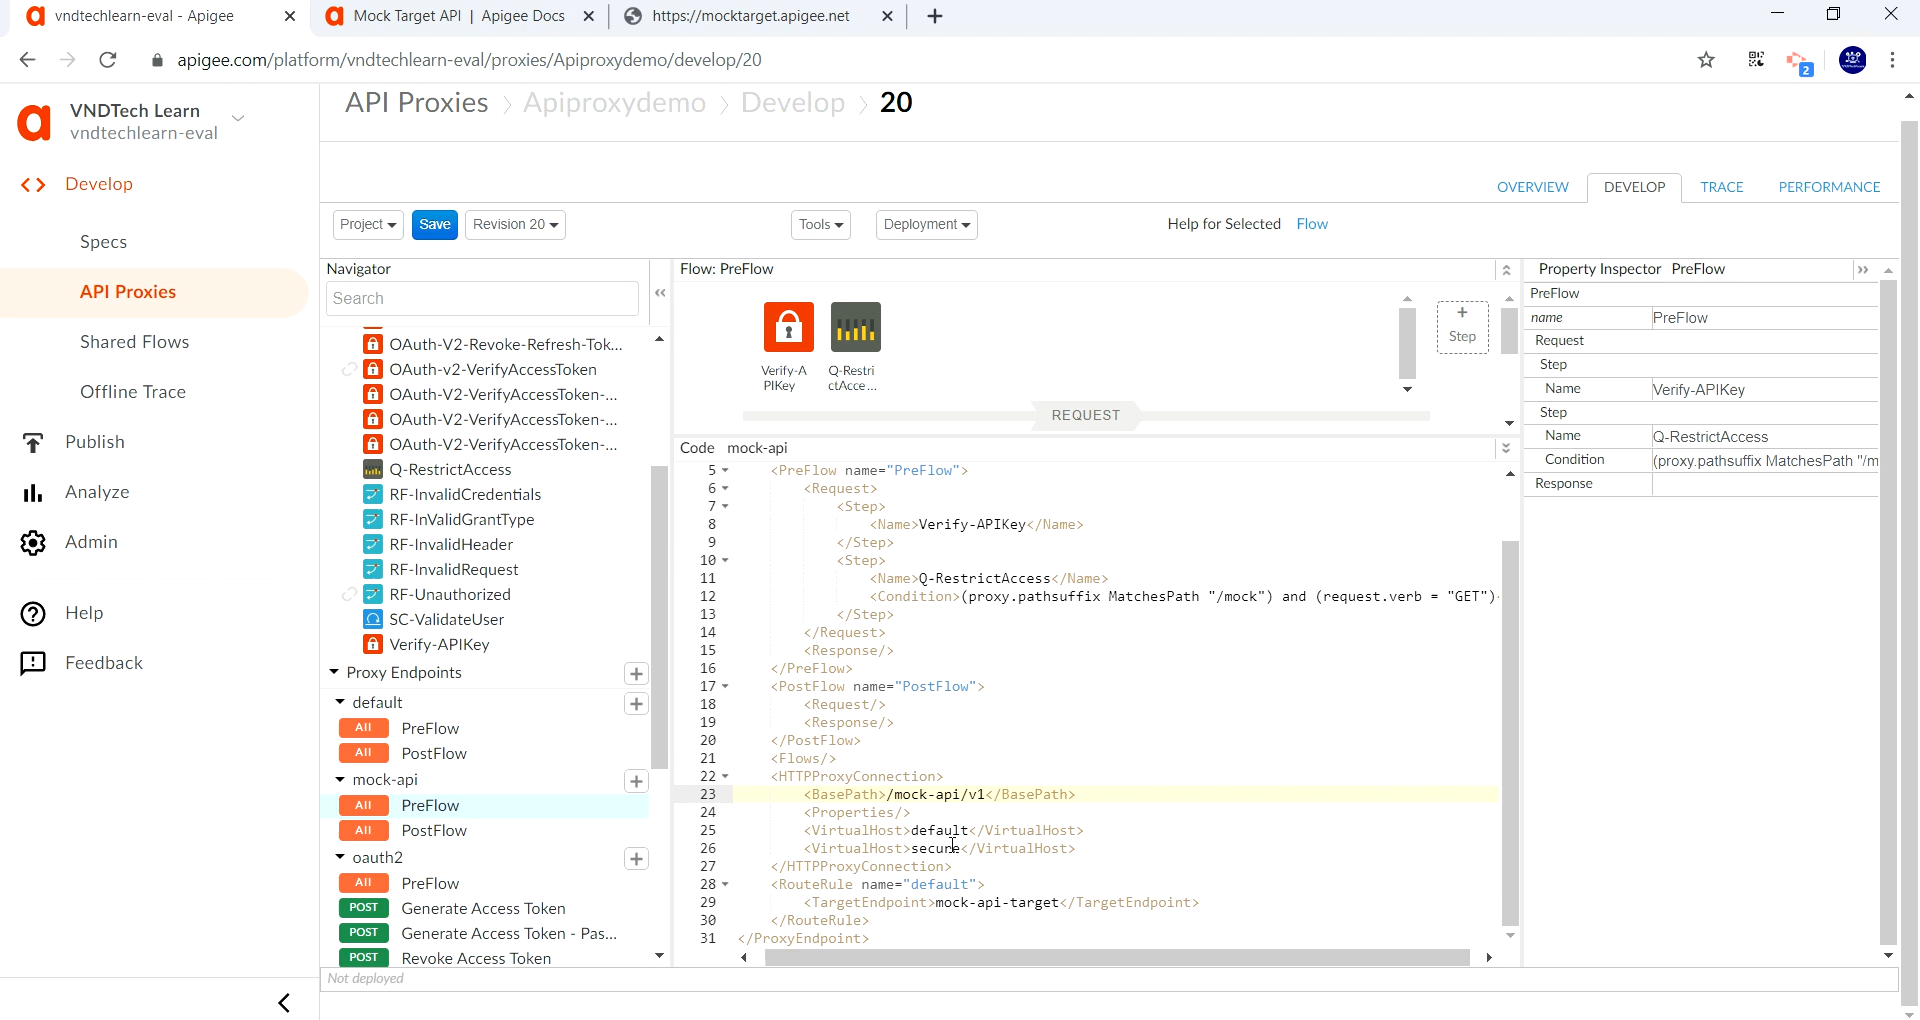 vndtechlearn-eval - Apigee
Mock Target API | Apigee Docs
https://mocktarget.apigee.net
apigee.com/platform/vndtechlearn-eval/proxies/Apiproxydemo/develop/20
2
VNDTech Learn
vndtechlearn-eval
API Proxies > Apiproxydemo > Develop > 20
Develop
Specs
API Proxies
Shared Flows
Offline Trace
Publish
Analyze
Admin
Help
Feedback
OVERVIEW
DEVELOP
TRACE
PERFORMANCE
Project
Save
Revision 20
Tools
Deployment
Help for Selected Flow
Navigator
Search
OAuth-V2-Revoke-Refresh-Tok...
OAuth-v2-VerifyAccessToken
OAuth-V2-VerifyAccessToken-...
OAuth-V2-VerifyAccessToken-...
OAuth-V2-VerifyAccessToken-...
Q-RestrictAccess
RF-InvalidCredentials
RF-InValidGrantType
RF-InvalidHeader
RF-InvalidRequest
RF-Unauthorized
SC-ValidateUser
Verify-APIKey
Proxy Endpoints
default
All PreFlow
All PostFlow
mock-api
All PreFlow
All PostFlow
oauth2
All PreFlow
POST Generate Access Token
POST Generate Access Token - Pas...
POST Revoke Access Token
Not deployed
Flow: PreFlow
Verify-A
PIKey
Q-Restri
ctAcce ...
+
Step
REQUEST
Code mock-api
5 <PreFlow name="PreFlow">
6 <Request>
7 <Step>
8 <Name>Verify-APIKey</Name>
9 </Step>
10 <Step>
11 <Name>Q-RestrictAccess</Name>
12 <Condition>(proxy.pathsuffix MatchesPath "/mock") and (request.verb = "GET")
13 </Step>
14 </Request>
15 <Response/>
16 </PreFlow>
17 <PostFlow name="PostFlow">
18 <Request/>
19 <Response/>
20 </PostFlow>
21 <Flows/>
22 <HTTPProxyConnection>
23 <BasePath>/mock-api/v1</BasePath>
24 <Properties/>
25 <VirtualHost>default</VirtualHost>
26 <VirtualHost>secure</VirtualHost>
27 </HTTPProxyConnection>
28 <RouteRule name="default">
29 <TargetEndpoint>mock-api-target</TargetEndpoint>
30 </RouteRule>
31 </ProxyEndpoint>
Property Inspector PreFlow
PreFlow
name PreFlow
Request
Step
Name Verify-APIKey
Step
Name Q-RestrictAccess
Condition (proxy.pathsuffix MatchesPath "/m
Response